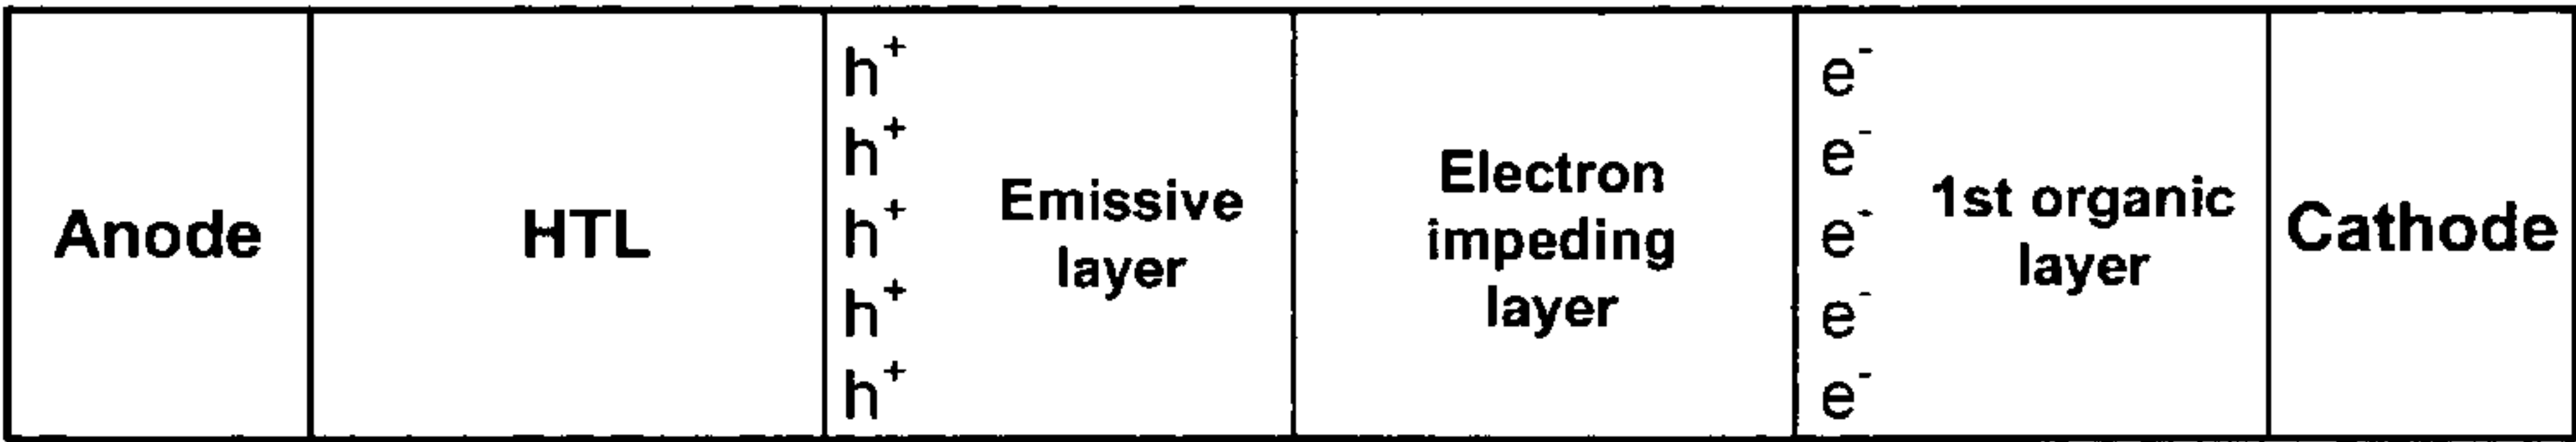 Anode
HTL
h⁺
h⁺
h⁺
h⁺
h⁺
Emissive
layer
Electron
impeding
layer
e⁻
e⁻
e⁻
e⁻
e⁻
1st organic
layer
Cathode